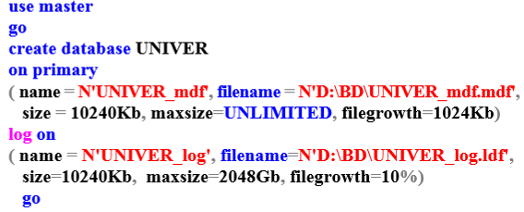 use master
go
create database UNIVER
on primary
( name = N'UNIVER_mdf', filename = N'D:\BD\UNIVER_mdf.mdf',
size = 10240Kb, maxsize=UNLIMITED, filegrowth=1024Kb)
log on
( name = N'UNIVER_log', filename=N'D:\BD\UNIVER_log.ldf',
size=10240Kb, maxsize=2048Gb, filegrowth=10%)
go